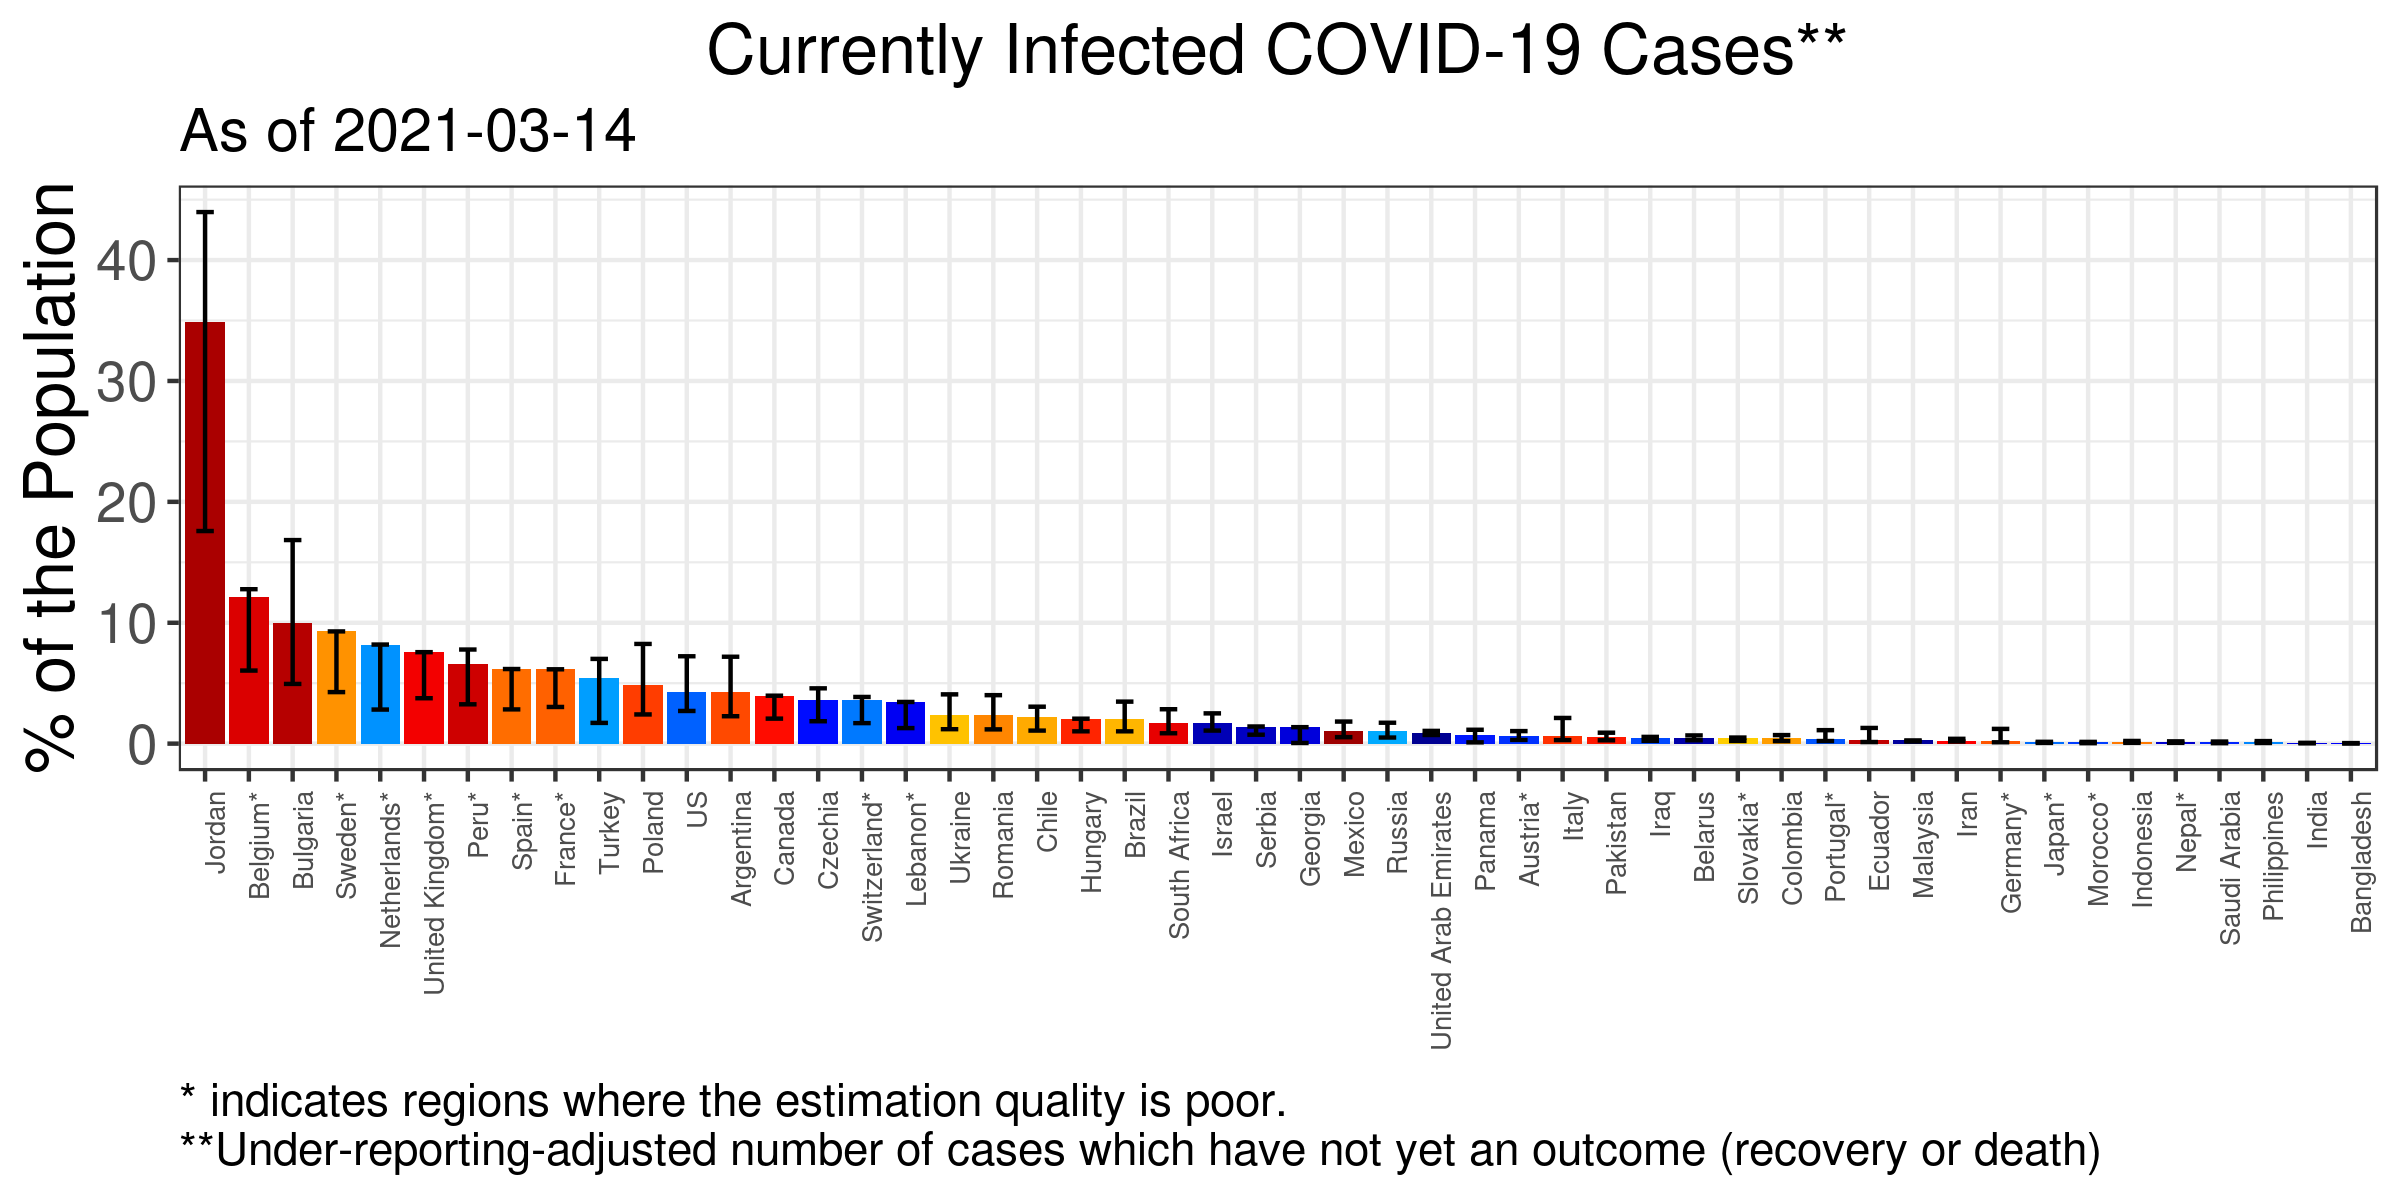 Currently Infected COVID-19 Cases**
As of 2021-03-14
% of the Population
40
30
20
10
0
Jordan
Belgium*
Bulgaria
Sweden*
Netherlands*
United Kingdom*
Peru*
Spain*
France*
Turkey
Poland
US
Argentina
Canada
Czechia
Switzerland*
Lebanon*
Ukraine
Romania
Chile
Hungary
Brazil
South Africa
Israel
Serbia
Georgia
Mexico
Russia
United Arab Emirates
Panama
Austria*
Italy
Pakistan
Iraq
Belarus
Slovakia*
Colombia
Portugal*
Ecuador
Malaysia
Iran
Germany*
Japan*
Morocco*
Indonesia
Nepal*
Saudi Arabia
Philippines
India
Bangladesh
* indicates regions where the estimation quality is poor.
**Under-reporting-adjusted number of cases which have not yet an outcome (recovery or death)